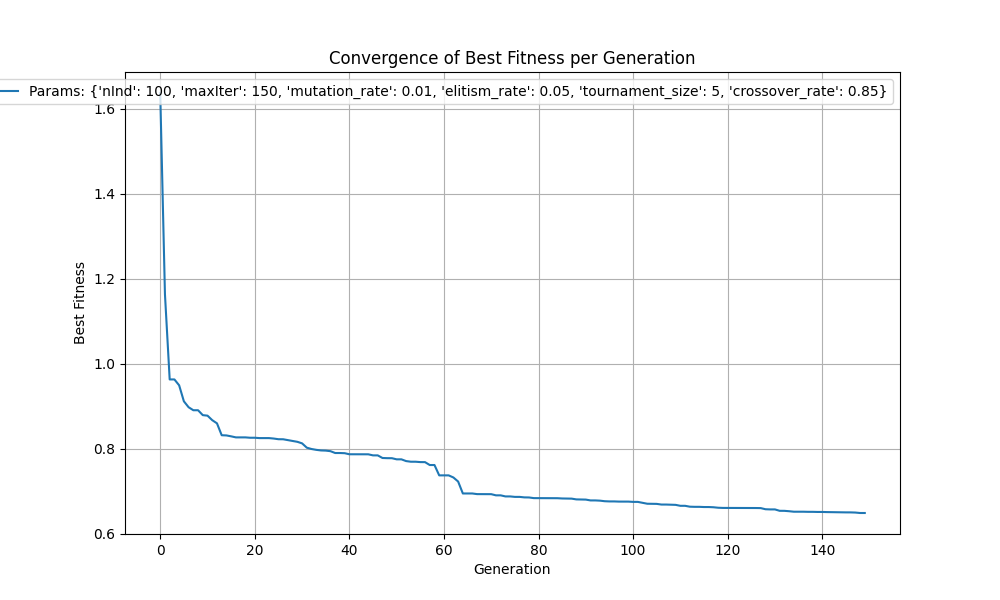 Convergence of Best Fitness per Generation
Params: {'nInd': 100, 'maxIter': 150, 'mutation_rate': 0.01, 'elitism_rate': 0.05, 'tournament_size': 5, 'crossover_rate': 0.85}
1.6
1.4
1.2
1.0
0.8
0.6
Best Fitness
0 20 40 60 80 100 120 140
Generation